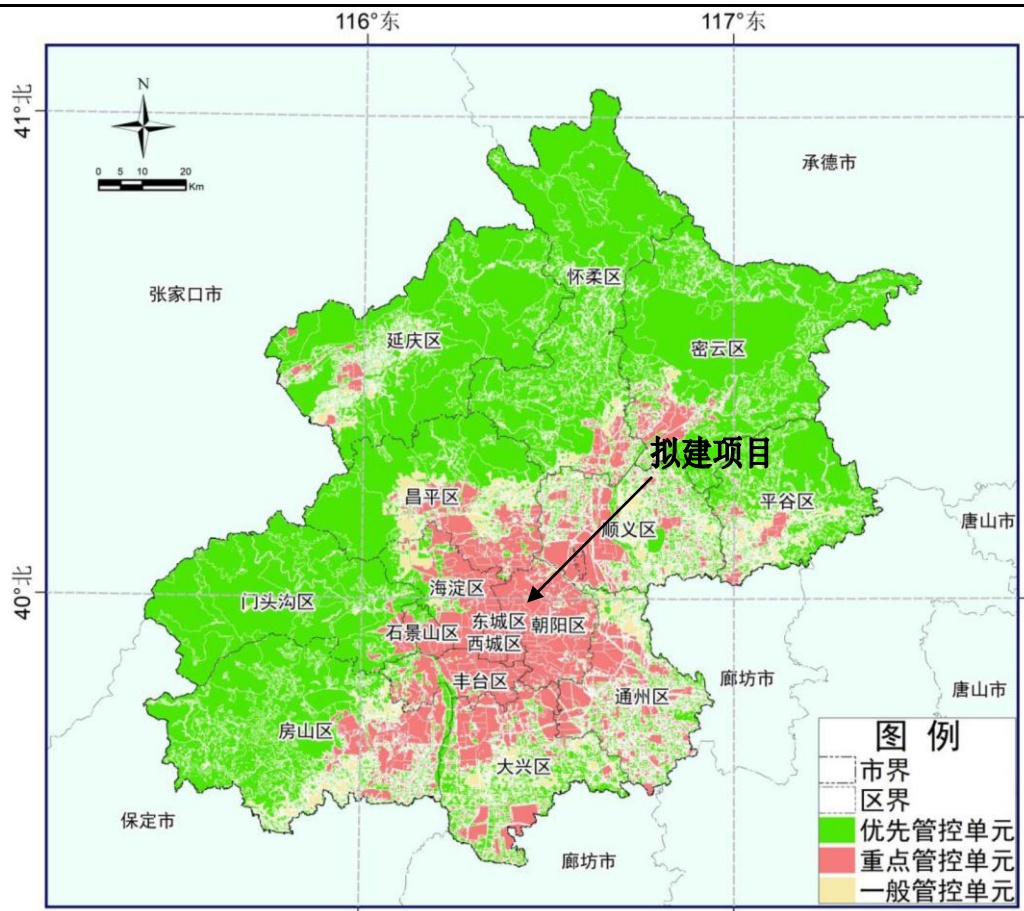 116°东
117°东
41°北
N
0 5 10 20
Km
承德市
张家口市
怀柔区
延庆区
密云区
拟建项目
昌平区
平谷区
唐山市
顺义区
40°北
海淀区
门头沟区
东城区
朝阳区
石景山区
西城区
丰台区
廊坊市
通州区
唐山市
房山区
图 例
大兴区
市界
区界
保定市
优先管控单元
廊坊市
重点管控单元
一般管控单元